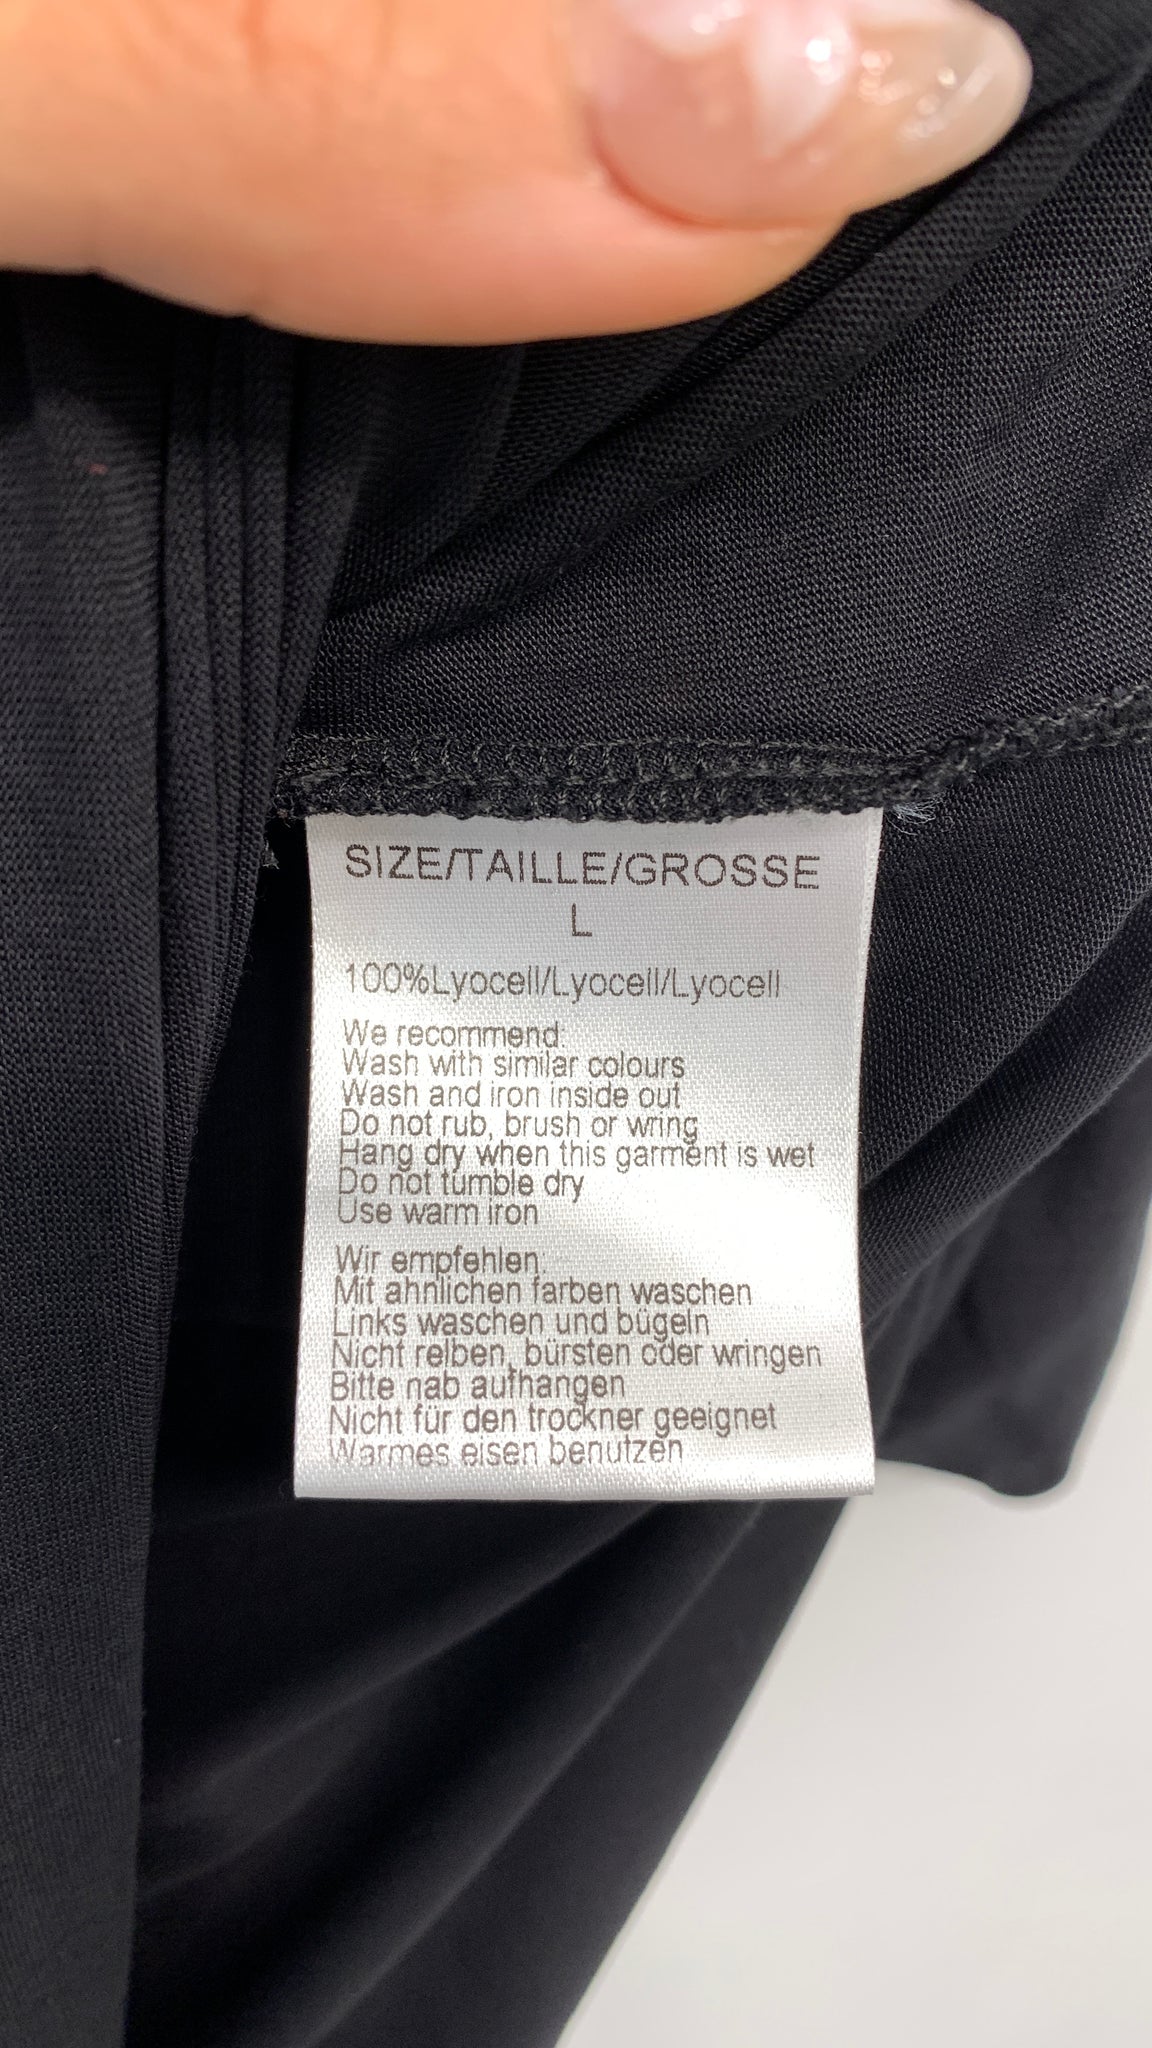 SIZE/TAILLE/GROSSE
L
100%Lyocell/Lyocell/Lyocell
We recommend:
Wash with similar colours
Wash and iron inside out
Do not rub, brush or wring
Hang dry when this garment is wet
Do not tumble dry
Use warm iron
Wir empfehlen:
Mit ahnlichen farben waschen
Links waschen und bügeln
Nicht relben, bürsten oder wringen
Bitte nab aufhangen
Nicht für den trockner geeignet
Warmes eisen benutzen